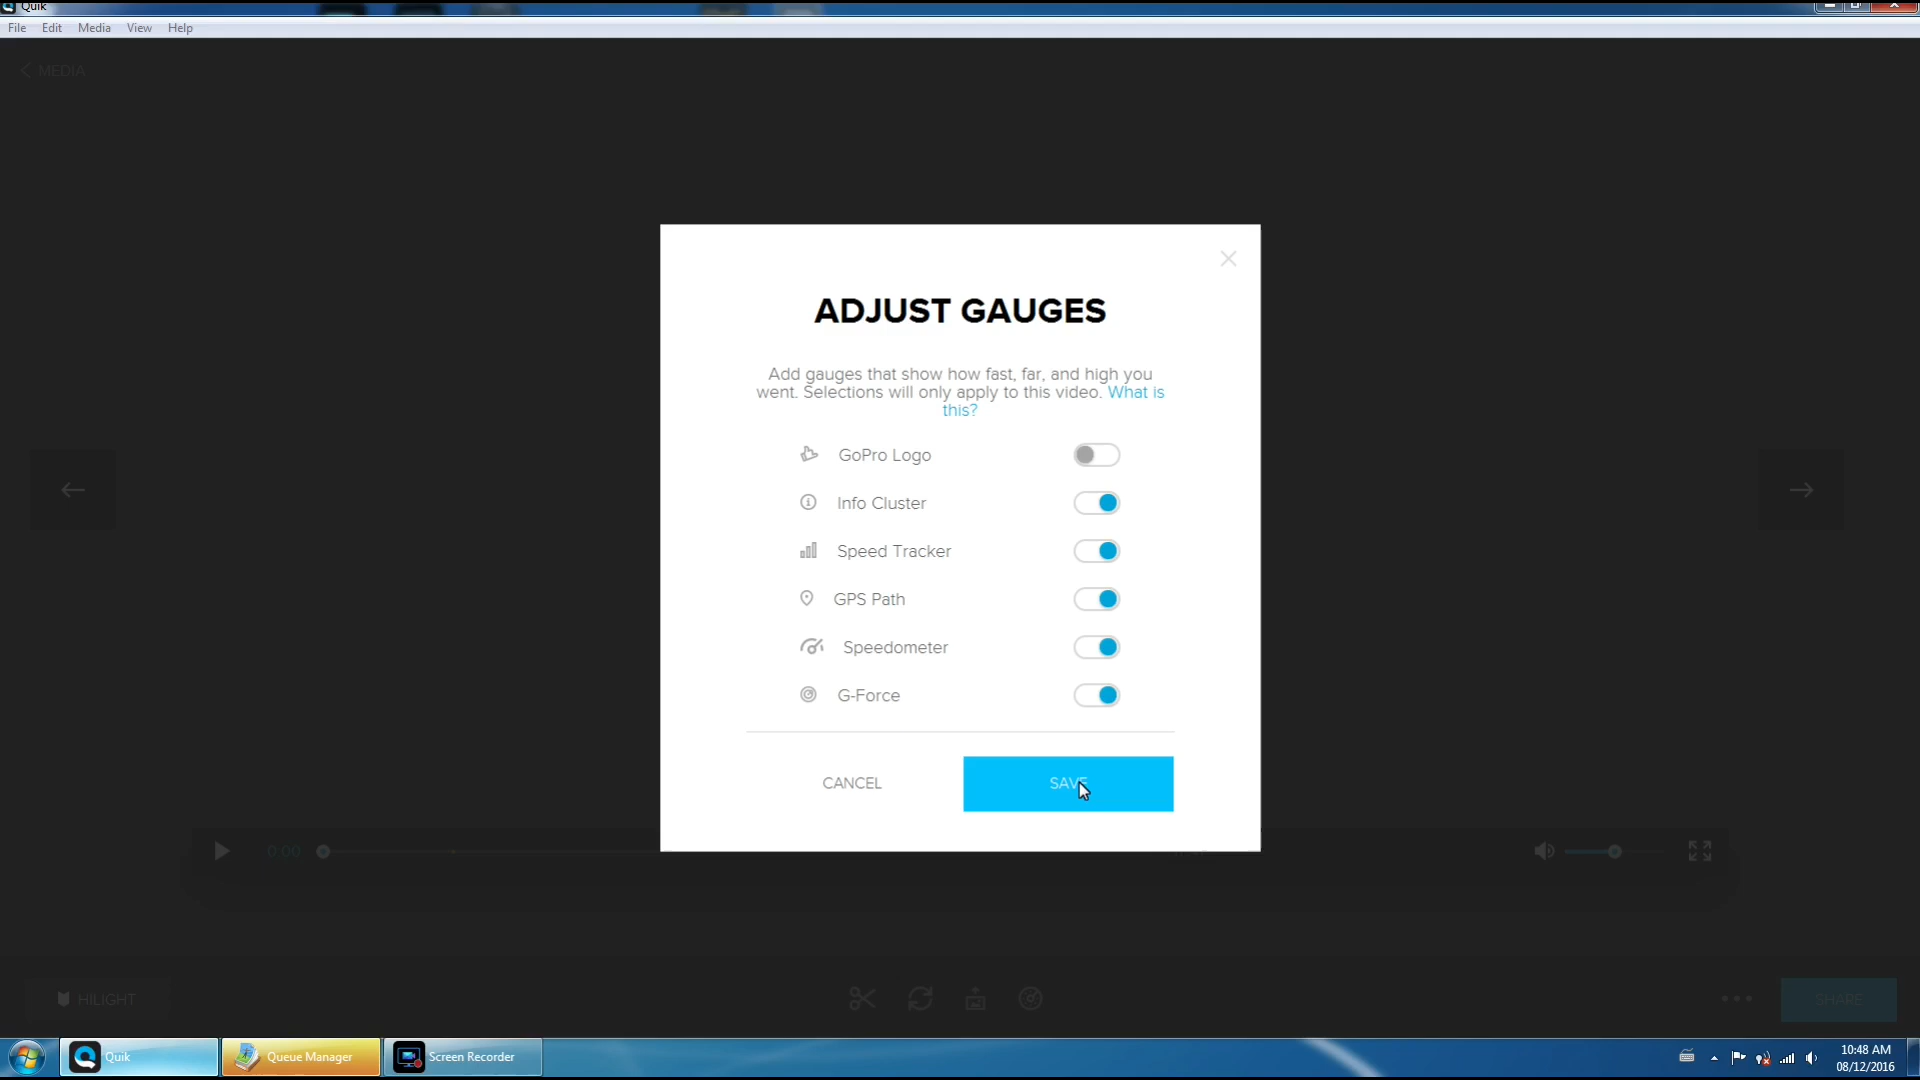 Quik
File Edit Media View Help
MEDIA
ADJUST GAUGES
Add gauges that show how fast, far, and high you
went. Selections will only apply to this video. What is
this?
GoPro Logo
Info Cluster
Speed Tracker
GPS Path
Speedometer
G-Force
CANCEL SAVE
0:00
HILIGHT
SHARE
Quik Queue Manager Screen Recorder
10:48 AM
08/12/2016